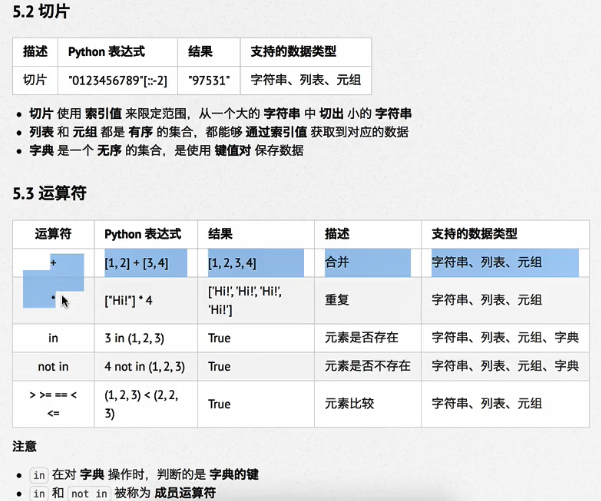 5.2 切片
描述 Python 表达式 结果 支持的数据类型
切片 "0123456789"[::-2] "97531" 字符串、列表、元组
• 切片 使用 索引值 来限定范围，从一个大的 字符串 中 切出 小的 字符串
• 列表 和 元组 都是 有序 的集合，都能够 通过索引值 获取到对应的数据
• 字典 是一个 无序 的集合，是使用 键值对 保存数据
5.3 运算符
运算符 Python 表达式 结果 描述 支持的数据类型
+ [1, 2] + [3, 4] [1, 2, 3, 4] 合并 字符串、列表、元组
* ["Hi!"] * 4 ['Hi!', 'Hi!', 'Hi!',
'Hi!'] 重复 字符串、列表、元组
in 3 in (1, 2, 3) True 元素是否存在 字符串、列表、元组、字典
not in 4 not in (1, 2, 3) True 元素是否不存在 字符串、列表、元组、字典
> >= == <
<= (1, 2, 3) < (2, 2,
3) True 元素比较 字符串、列表、元组
注意
• in 在对 字典 操作时，判断的是 字典的键
• in 和 not in 被称为 成员运算符